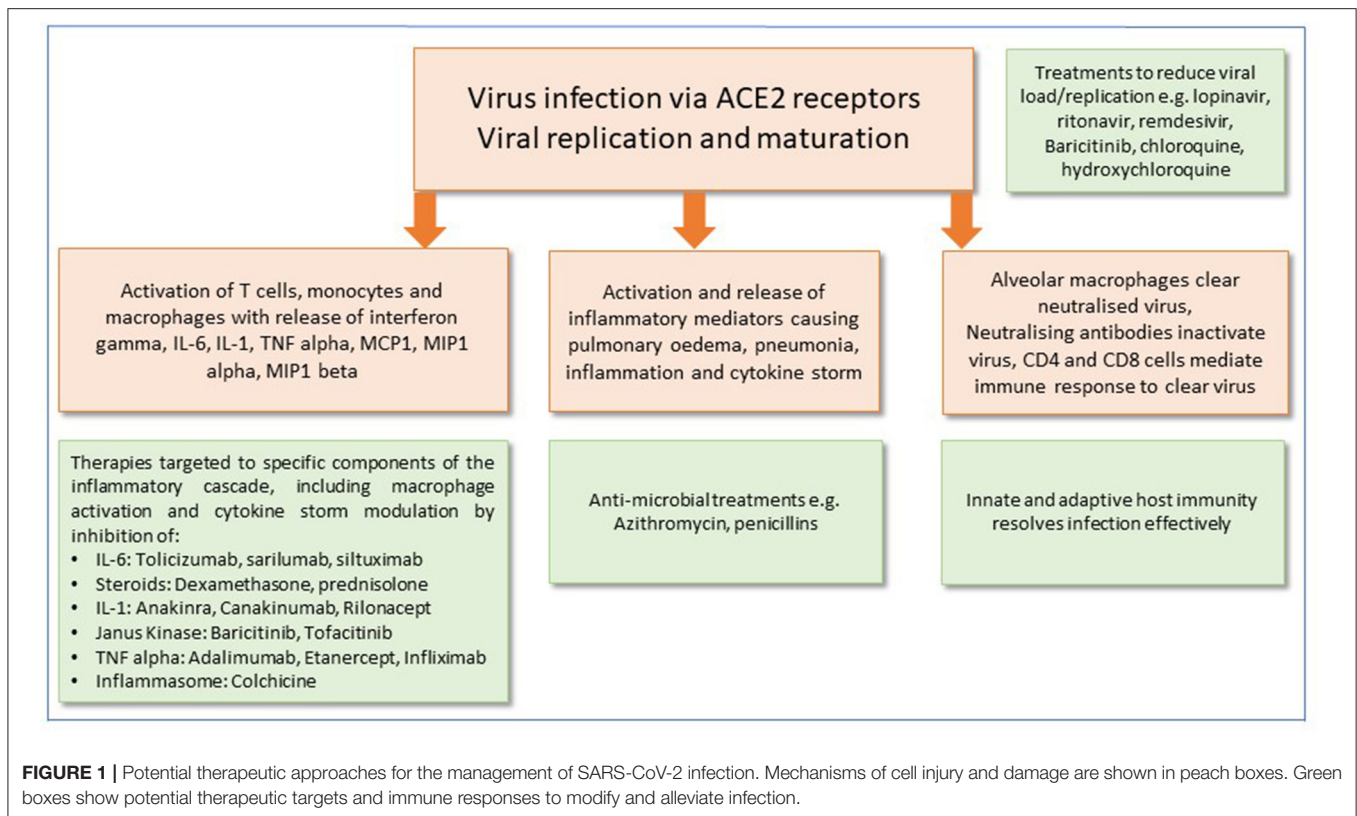 Virus infection via ACE2 receptors
Viral replication and maturation
Treatments to reduce viral
load/replication e.g. lopinavir,
ritonavir, remdesivir,
Baricitinib, chloroquine,
hydroxychloroquine
Activation of T cells, monocytes and
macrophages with release of interferon
gamma, IL-6, IL-1, TNF alpha, MCP1, MIP1
alpha, MIP1 beta
Activation and release of
inflammatory mediators causing
pulmonary oedema, pneumonia,
inflammation and cytokine storm
Alveolar macrophages clear
neutralised virus,
Neutralising antibodies inactivate
virus, CD4 and CD8 cells mediate
immune response to clear virus
Therapies targeted to specific components of the
inflammatory cascade, including macrophage
activation and cytokine storm modulation by
inhibition of:
• IL-6: Tolicizumab, sarilumab, siltuximab
• Steroids: Dexamethasone, prednisolone
• IL-1: Anakinra, Canakinumab, Rilonacept
• Janus Kinase: Baricitinib, Tofacitinib
• TNF alpha: Adalimumab, Etanercept, Infliximab
• Inflammasome: Colchicine
Anti-microbial treatments e.g.
Azithromycin, penicillins
Innate and adaptive host immunity
resolves infection effectively
FIGURE 1 | Potential therapeutic approaches for the management of SARS-CoV-2 infection. Mechanisms of cell injury and damage are shown in peach boxes. Green
boxes show potential therapeutic targets and immune responses to modify and alleviate infection.